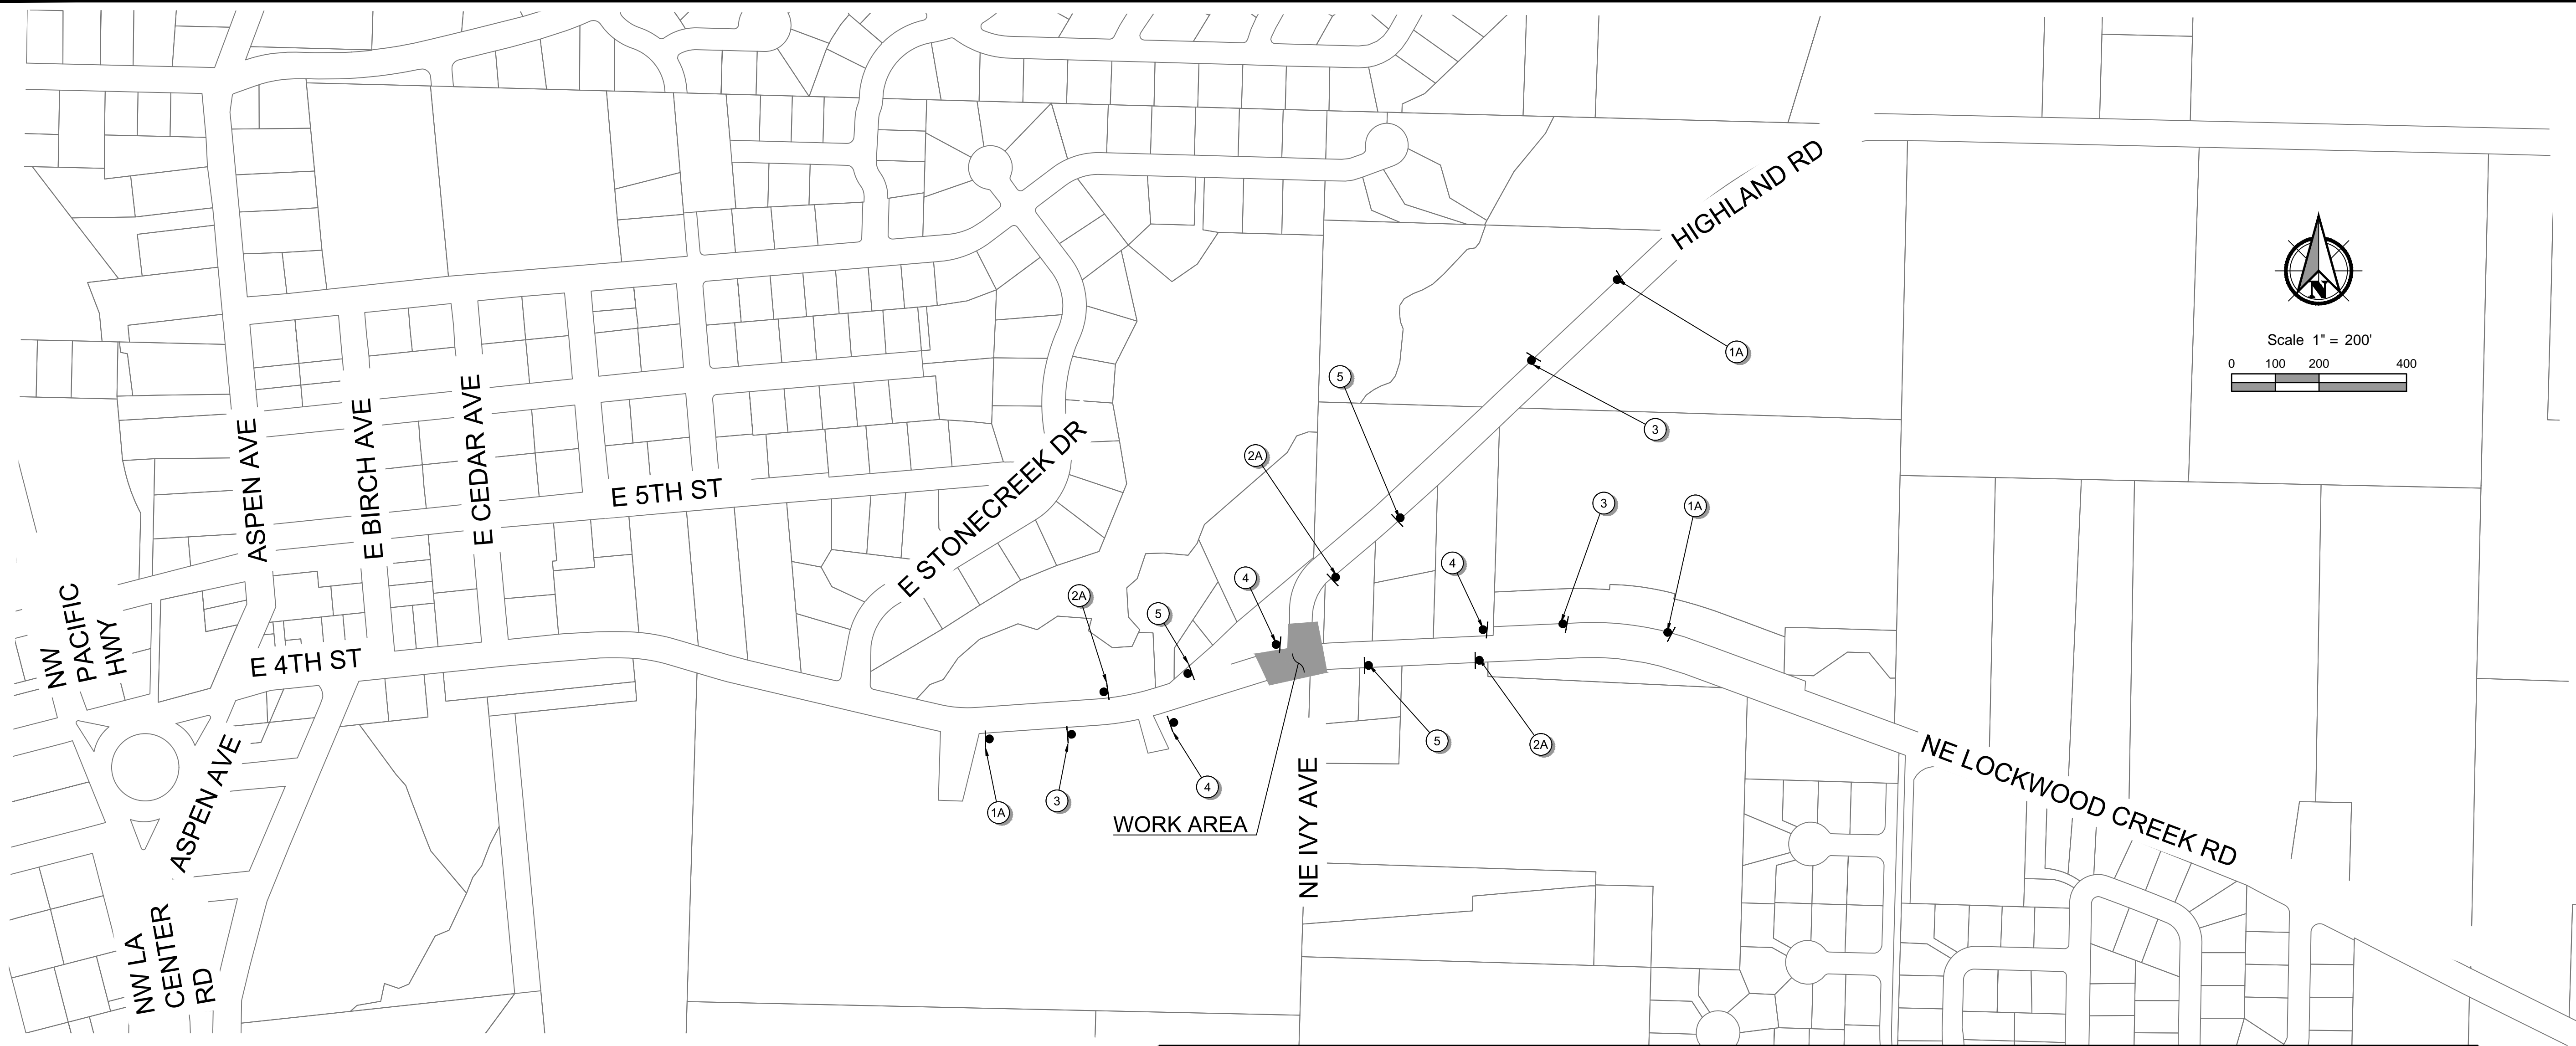 HIGHLAND RD
N
Scale 1" = 200'
0 100 200 400
1A
3
5
2A
3
1A
4
4
2A
5
5
2A
1A
3
4
WORK AREA
ASPEN AVE
E BIRCH AVE
E CEDAR AVE
E 5TH ST
E STONECREEK DR
NW
PACIFIC
HWY
E 4TH ST
ASPEN AVE
NW LA
CENTER
RD
NE IVY AVE
NE LOCKWOOD CREEK RD